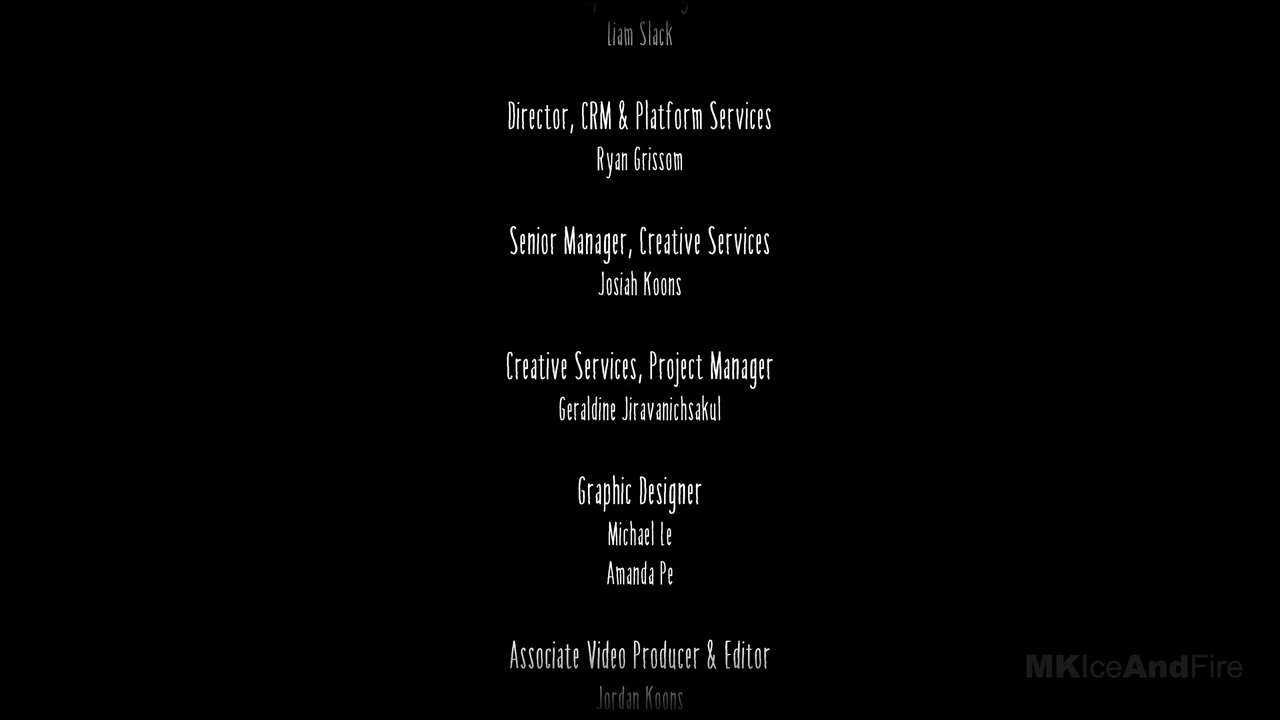 Liam Slack
Director, CRM & Platform Services
Ryan Grissom
Senior Manager, Creative Services
Josiah Koons
Creative Services, Project Manager
Geraldine Jiravanichsakul
Graphic Designer
Michael Le
Amanda Pe
Associate Video Producer & Editor
Jordan Koons
MKIceAndFire